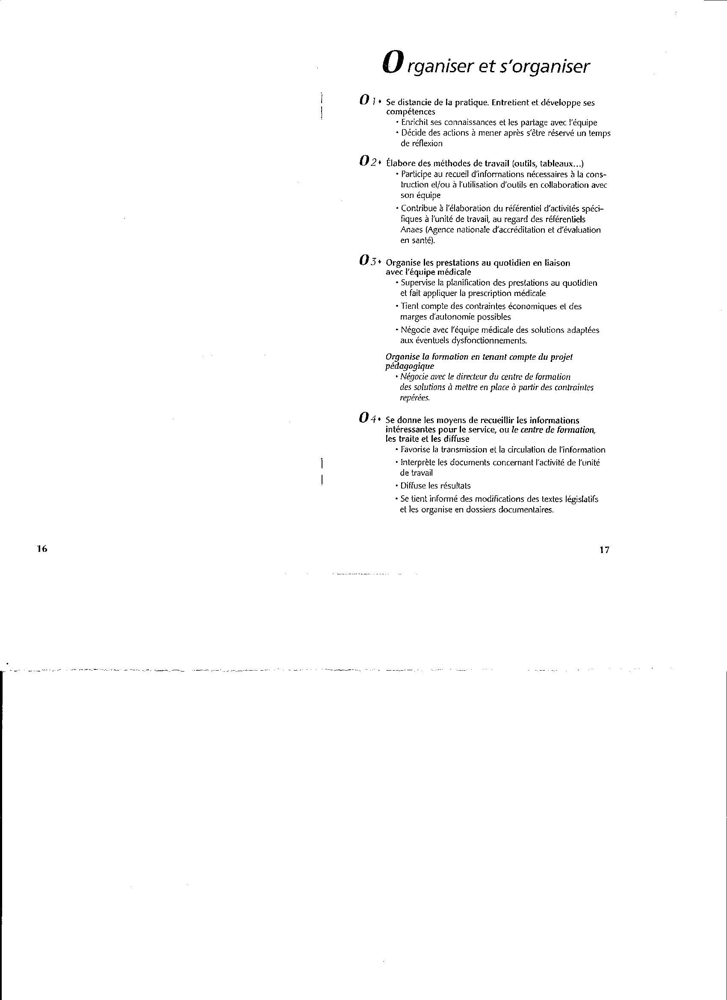 Organiser et s'organiser
O 1 • Se distancie de la pratique. Entretient et développe ses
compétences
• Enrichit ses connaissances et les partage avec l'équipe
• Décide des actions à mener après s'être réservé un temps
de réflexion
O 2 • Élabore des méthodes de travail (outils, tableaux...)
• Participe au recueil d'informations nécessaires à la cons-
truction et/ou à l'utilisation d'outils en collaboration avec
son équipe
• Contribue à l'élaboration du référentiel d'activités spéci-
fiques à l'unité de travail, au regard des référentiels
Anaes (Agence nationale d'accréditation et d'évaluation
en santé).
O 3 • Organise les prestations au quotidien en liaison
avec l'équipe médicale
• Supervise la planification des prestations au quotidien
et fait appliquer la prescription médicale
• Tient compte des contraintes économiques et des
marges d'autonomie possibles
• Négocie avec l'équipe médicale des solutions adaptées
aux éventuels dysfonctionnements.
Organise la formation en tenant compte du projet
pédagogique
• Négocie avec le directeur du centre de formation
des solutions à mettre en place à partir des contraintes
repérées.
O 4 • Se donne les moyens de recueillir les informations
intéressantes pour le service, ou le centre de formation,
les traite et les diffuse
• Favorise la transmission et la circulation de l'information
• Interprète les documents concernant l'activité de l'unité
de travail
• Diffuse les résultats
• Se tient informé des modifications des textes législatifs
et les organise en dossiers documentaires.
16
17